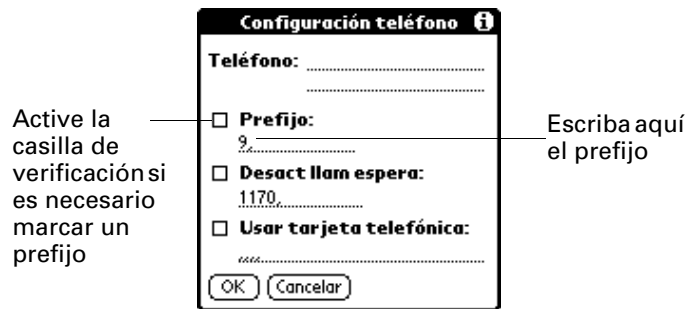 Configuración teléfono
Teléfono:
Active la
casilla de
verificación si
es necesario
marcar un
prefijo
Prefijo:
9,
Escriba aquí
el prefijo
Desact llam espera:
1170,
Usar tarjeta telefónica:
,,,,
OK
Cancelar